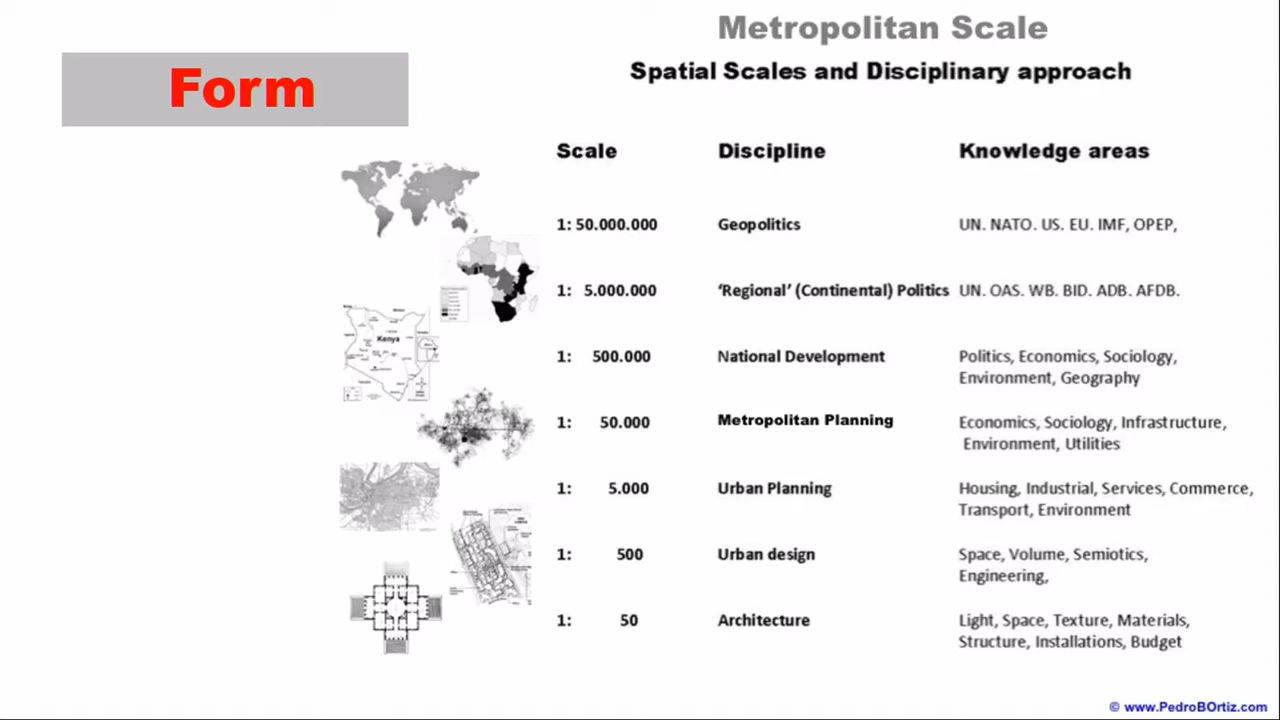 Metropolitan Scale
Spatial Scales and Disciplinary approach
Form
Scale Discipline Knowledge areas
1: 50.000.000 Geopolitics UN. NATO. US. EU. IMF, OPEP,
1: 5.000.000 ‘Regional’ (Continental) Politics UN. OAS. WB. BID. ADB. AFDB.
1: 500.000 National Development Politics, Economics, Sociology,
Environment, Geography
Kenya
1: 50.000 Metropolitan Planning Economics, Sociology, Infrastructure,
Environment, Utilities
1: 5.000 Urban Planning Housing, Industrial, Services, Commerce,
Transport, Environment
1: 500 Urban design Space, Volume, Semiotics,
Engineering,
1: 50 Architecture Light, Space, Texture, Materials,
Structure, Installations, Budget
© www.PedroBOrtiz.com